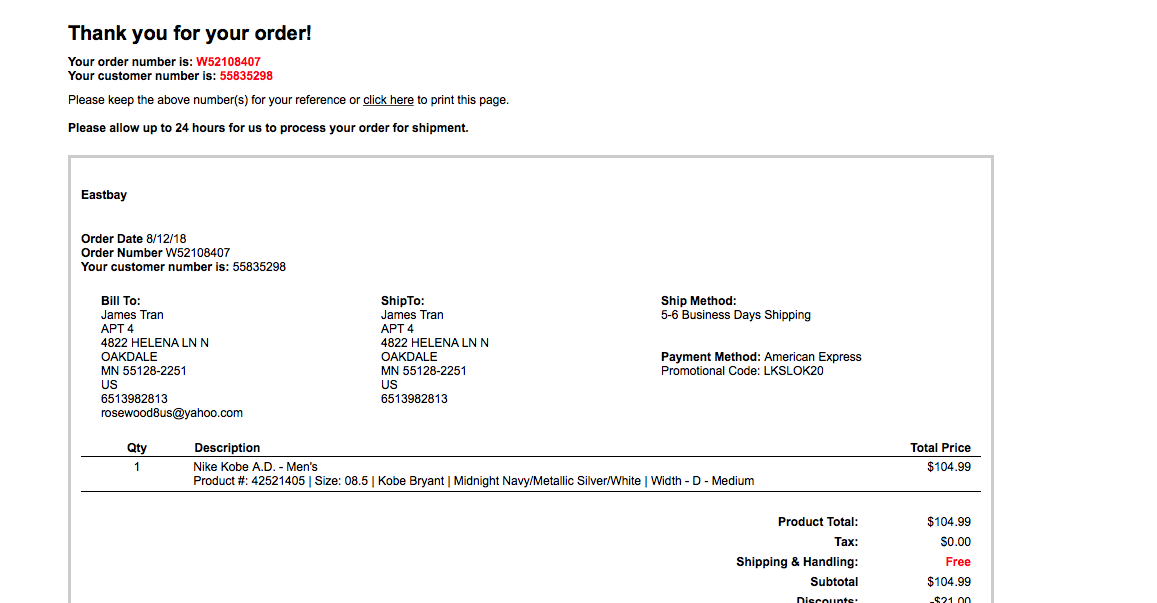 Thank you for your order!
Your order number is: W52108407
Your customer number is: 55835298
Please keep the above number(s) for your reference or click here to print this page.
Please allow up to 24 hours for us to process your order for shipment.
Eastbay
Order Date 8/12/18
Order Number W52108407
Your customer number is: 55835298
Bill To:
James Tran
APT 4
4822 HELENA LN N
OAKDALE
MN 55128-2251
US
6513982813
rosewood8us@yahoo.com
ShipTo:
James Tran
APT 4
4822 HELENA LN N
OAKDALE
MN 55128-2251
US
6513982813
Ship Method:
5-6 Business Days Shipping
Payment Method: American Express
Promotional Code: LKSLOK20
Qty Description Total Price
1 Nike Kobe A.D. - Men's $104.99
Product #: 42521405 | Size: 08.5 | Kobe Bryant | Midnight Navy/Metallic Silver/White | Width - D - Medium
Product Total: $104.99
Tax: $0.00
Shipping & Handling: Free
Subtotal $104.99
Discounts: -$21.00